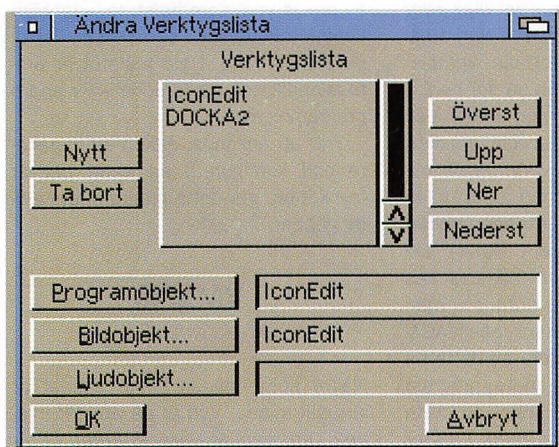 Ändra Verktygslista
Verktygslista
IconEdit
DOCKA2
Nytt
Ta bort
Överst
Upp
Ner
Nederst
Programobjekt... IconEdit
Bildobjekt... IconEdit
Ljudobjekt...
OK
Avbryt